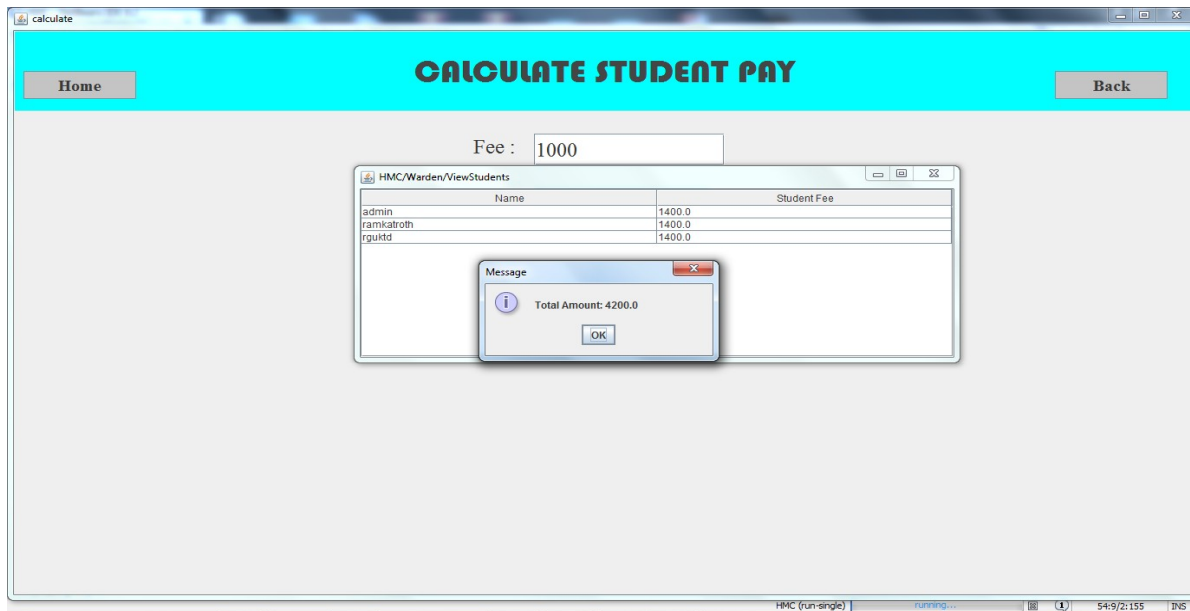 calculate
CALCULATE STUDENT PAY
Home
Back
Fee : 1000
HMC/Warden/ViewStudents
Name Student Fee
admin 1400.0
ramkatroth 1400.0
rguktd 1400.0
Message
Total Amount: 4200.0
OK
HMC (run-single) running... 1 54:9/2:155 INS